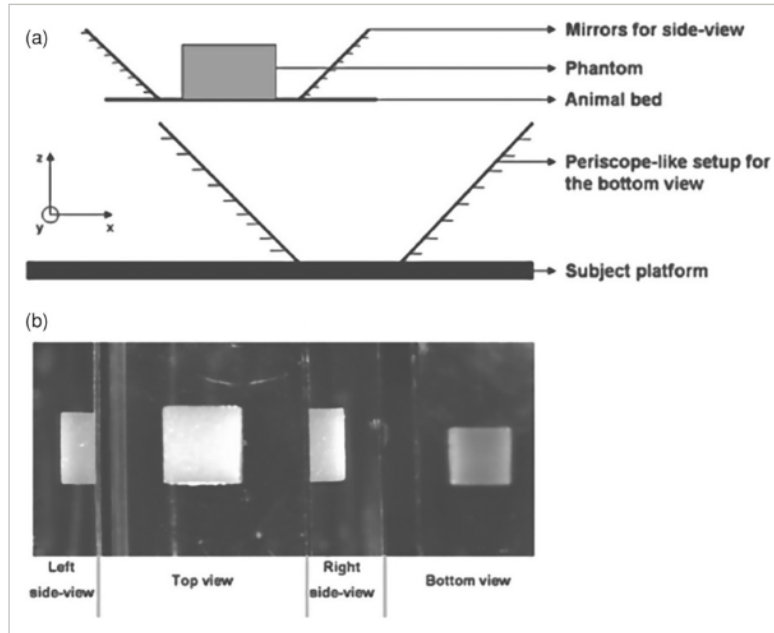 (a)
Mirrors for side-view
Phantom
Animal bed
z
y
x
Periscope-like setup for
the bottom view
Subject platform
(b)
Left
side-view
Top view
Right
side-view
Bottom view